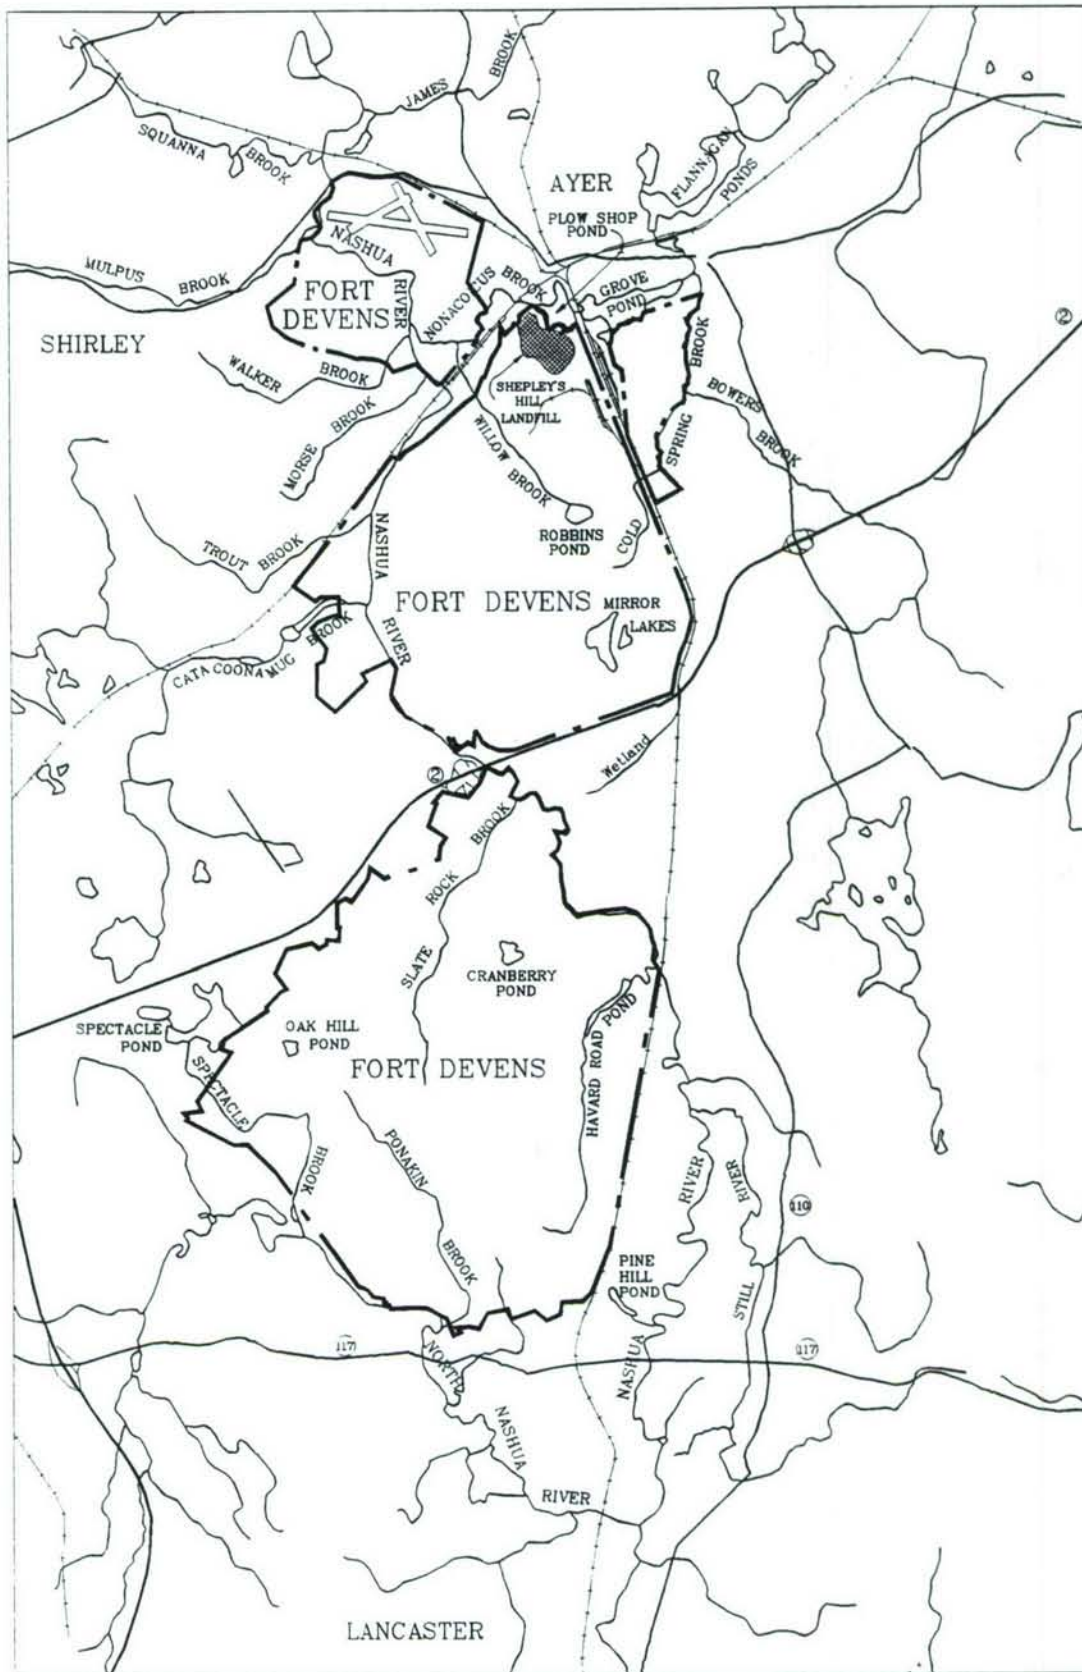 JAMES BROOK
SQUANNA BROOK
FLANNAGAN PONDS
AYER
PLOW SHOP
POND
NASHUA RIVER
MULPUS BROOK
NONACOICUS BROOK
GROVE POND
FORT
DEVENS
SHIRLEY
②
WALKER BROOK
SHEPLEY'S
HILL
LANDFILL
BOWERS BROOK
MORSE BROOK
WILLOW BROOK
COLD SPRING BROOK
ROBBINS
POND
TROUT BROOK
NASHUA RIVER
FORT DEVENS
MIRROR
LAKES
CATACOONAMUG BROOK
Wetland
②
SLATE ROCK BROOK
CRANBERRY
POND
SPECTACLE
POND
OAK HILL
POND
HAVARD ROAD POND
FORT DEVENS
SPECTACLE BROOK
PONAKIN BROOK
NASHUA RIVER
STILL RIVER
110
PINE
HILL
POND
117
117
NORTH NASHUA RIVER
LANCASTER